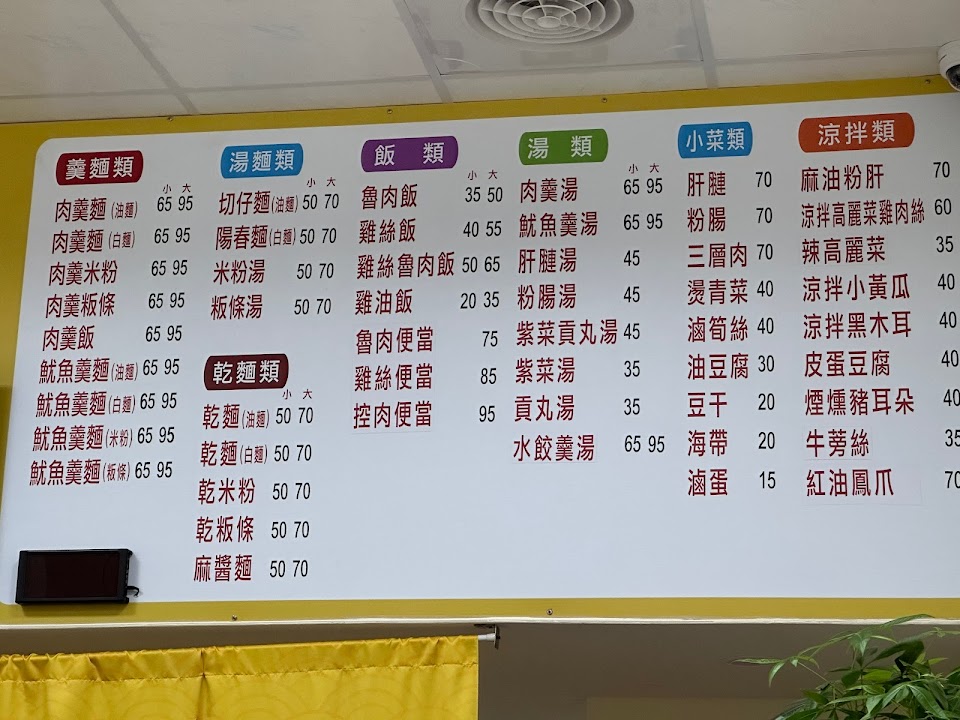 羹麵類
小 大
肉羹麵(油麵) 65 95
肉羹麵(白麵) 65 95
肉羹米粉 65 95
肉羹粄條 65 95
肉羹飯 65 95
魷魚羹麵(油麵) 65 95
魷魚羹麵(白麵) 65 95
魷魚羹麵(米粉) 65 95
魷魚羹麵(粄條) 65 95
湯麵類
小 大
切仔麵(油麵) 50 70
陽春麵(白麵) 50 70
米粉湯 50 70
粄條湯 50 70
乾麵類
小 大
乾麵(油麵) 50 70
乾麵(白麵) 50 70
乾米粉 50 70
乾粄條 50 70
麻醬麵 50 70
飯 類
小 大
魯肉飯 35 50
雞絲飯 40 55
雞絲魯肉飯 50 65
雞油飯 20 35
魯肉便當 75
雞絲便當 85
控肉便當 95
湯 類
小 大
肉羹湯 65 95
魷魚羹湯 65 95
肝腱湯 45
粉腸湯 45
紫菜貢丸湯 45
紫菜湯 35
貢丸湯 35
水餃羹湯 65 95
小菜類
肝腱 70
粉腸 70
三層肉 70
燙青菜 40
滷筍絲 40
油豆腐 30
豆干 20
海帶 20
滷蛋 15
涼拌類
麻油粉肝 70
涼拌高麗菜雞肉絲 60
辣高麗菜 35
涼拌小黃瓜 40
涼拌黑木耳 40
皮蛋豆腐 40
煙燻豬耳朵 40
牛蒡絲 35
紅油鳳爪 70